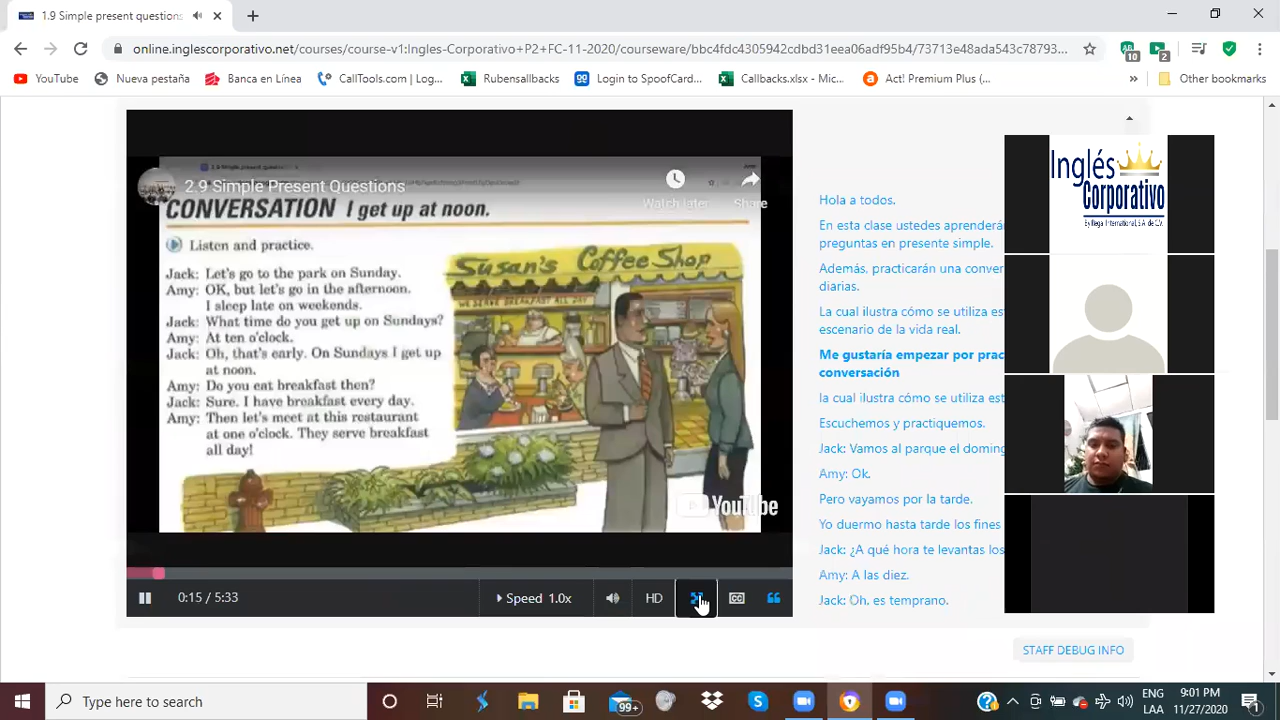 1.9 Simple present questions
online.inglescorporativo.net/courses/course-v1:Ingles-Corporativo+P2+FC-11-2020/courseware/bbc4fdc4305942cdbd31eea06adf95b4/73713e48ada543c78793...
10
2
YouTube
Nueva pestaña
Banca en Línea
CallTools.com | Log...
Rubensallbacks
Login to SpoofCard...
Callbacks.xlsx - Mic...
Act! Premium Plus (...
»
Other bookmarks
2.9 Simple Present Questions
Watch later
Share
CONVERSATION I get up at noon.
Listen and practice.
Jack: Let's go to the park on Sunday.
Amy: OK, but let's go in the afternoon.
I sleep late on weekends.
Jack: What time do you get up on Sundays?
Amy: At ten o'clock.
Jack: Oh, that's early. On Sundays I get up
at noon.
Amy: Do you eat breakfast then?
Jack: Sure. I have breakfast every day.
Amy: Then let's meet at this restaurant
at one o'clock. They serve breakfast
all day!
Susan's Coffee Shop
WE SERVE BREAKFAST ALL DAY
YouTube
0:15 / 5:33
Speed 1.0x
HD
Hola a todos.
En esta clase ustedes aprenderá
preguntas en presente simple.
Además, practicarán una conver
diarias.
La cual ilustra cómo se utiliza es
escenario de la vida real.
Me gustaría empezar por prac
conversación
la cual ilustra cómo se utiliza est
Escuchemos y practiquemos.
Jack: Vamos al parque el doming
Amy: Ok.
Pero vayamos por la tarde.
Yo duermo hasta tarde los fines
Jack: ¿A qué hora te levantas los
Amy: A las diez.
Jack: Oh, es temprano.
Inglés
Corporativo
STAFF DEBUG INFO
Type here to search
99+
ENG
LAA
9:01 PM
11/27/2020
1